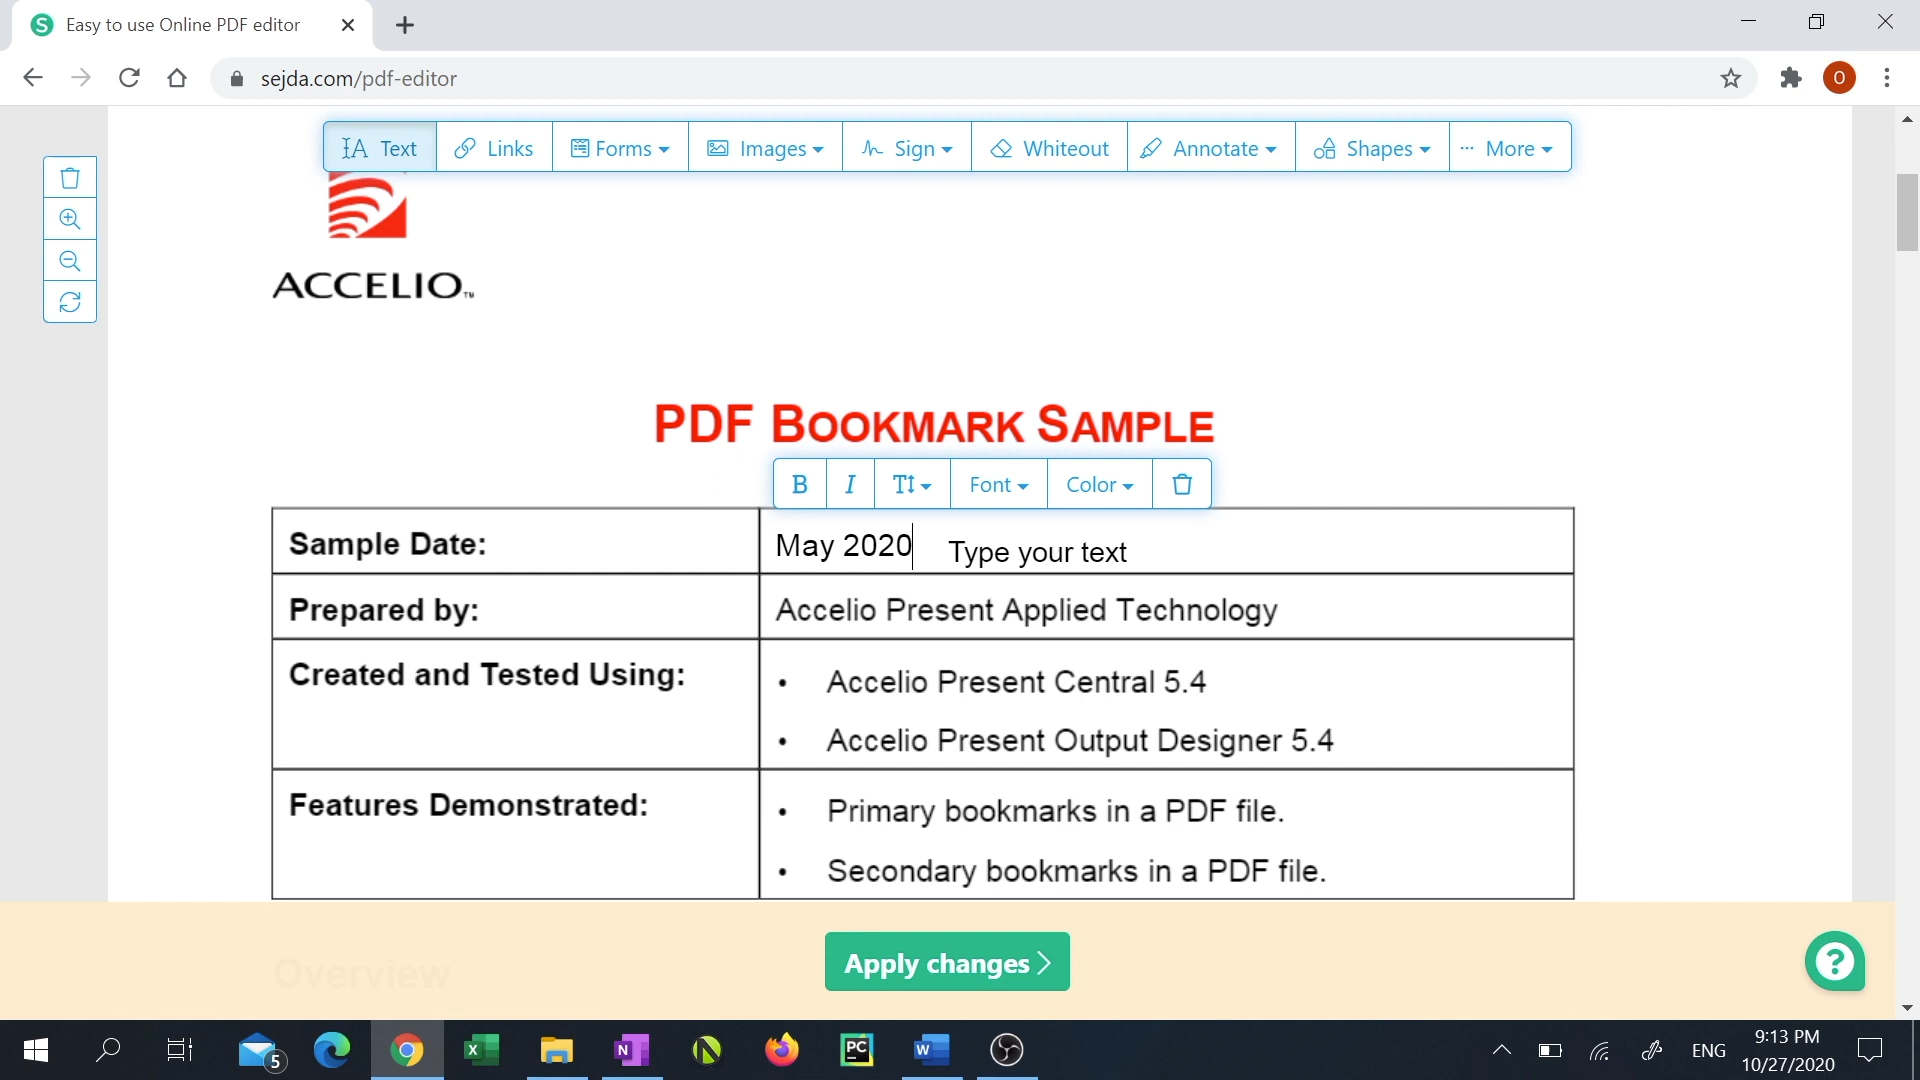 Easy to use Online PDF editor
sejda.com/pdf-editor
O
Text Links Forms Images Sign Whiteout Annotate Shapes More
ACCELIO TM
PDF BOOKMARK SAMPLE
B I T Font Color
Sample Date: May 2020 Type your text
Prepared by: Accelio Present Applied Technology
Created and Tested Using: • Accelio Present Central 5.4
• Accelio Present Output Designer 5.4
Features Demonstrated: • Primary bookmarks in a PDF file.
• Secondary bookmarks in a PDF file.
Overview
Apply changes
?
5 X N PC W ENG
9:13 PM
10/27/2020